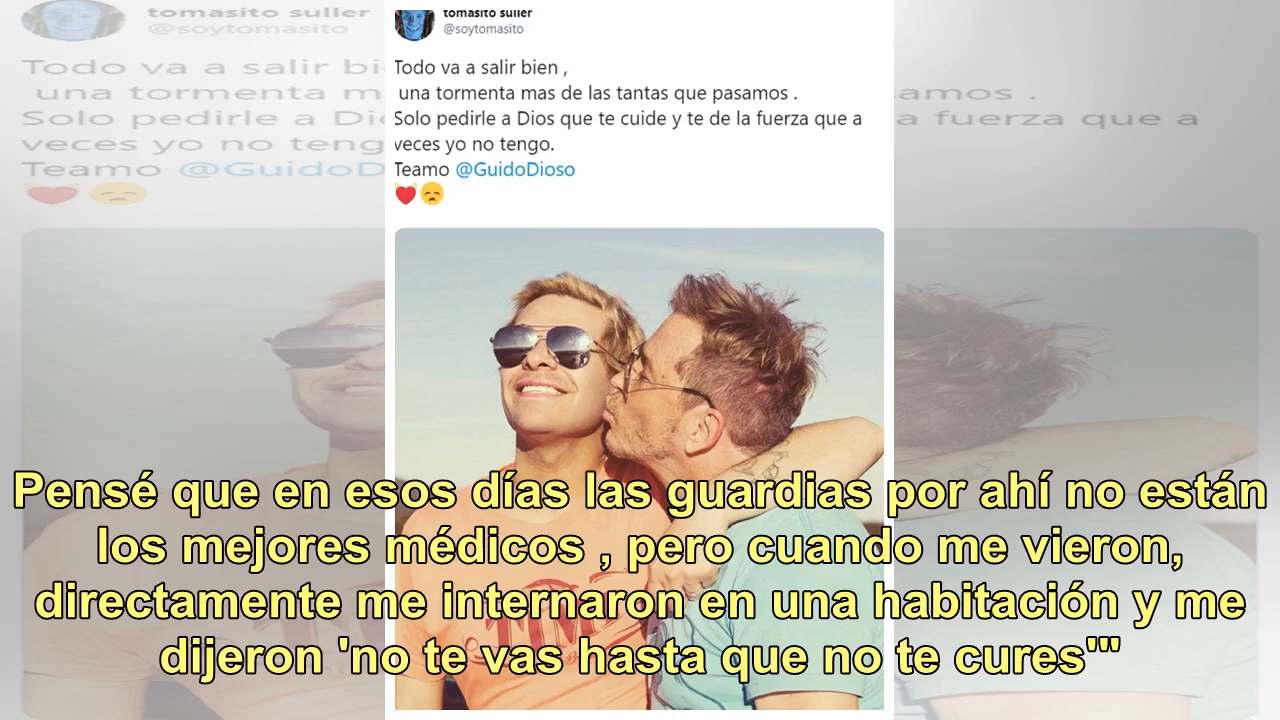 tomasito suller
@soytomasito
Todo va a salir bien ,
una tormenta mas de las tantas que pasamos .
Solo pedirle a Dios que te cuide y te de la fuerza que a
veces yo no tengo.
Teamo @GuidoDioso
Pensé que en esos días las guardias por ahí no están
los mejores médicos , pero cuando me vieron,
directamente me internaron en una habitación y me
dijeron 'no te vas hasta que no te cures'"